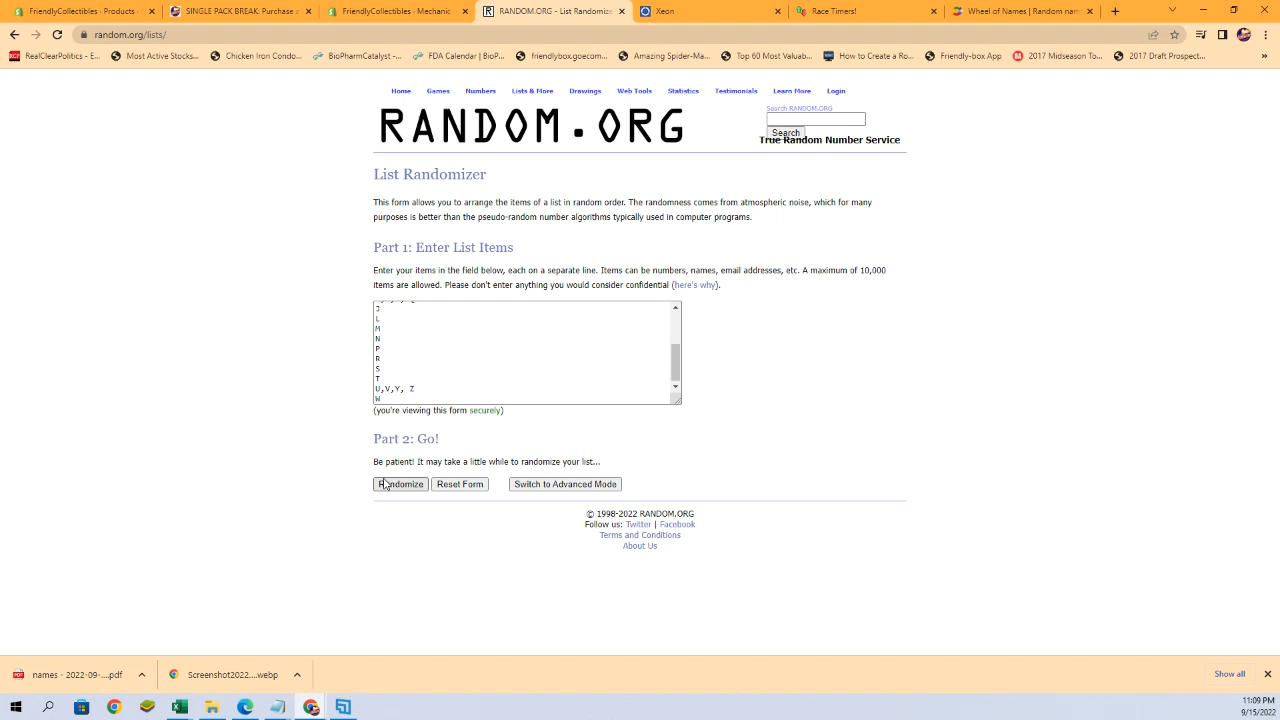 FriendlyCollectibles - Products
SINGLE PACK BREAK: Purchase a
FriendlyCollectibles - Products - L
RANDOM.ORG - List Randomizer
Xeon
Race Timers!
Wheel of Names | Random nam
random.org/lists/
RealClearPolitics - E...
Most Active Stocks...
Chicken Iron Condo...
BioPharmCatalyst -...
FDA Calendar | BioP...
friendlybox.goecom...
Amazing Spider-Ma...
Top 60 Most Valuab...
How to Create a Ro...
Friendly-box App
2017 Midseason To...
2017 Draft Prospect...
Home Games Numbers Lists & More Drawings Web Tools Statistics Testimonials Learn More Login
RANDOM.ORG
Search RANDOM.ORG
Search
True Random Number Service
List Randomizer
This form allows you to arrange the items of a list in random order. The randomness comes from atmospheric noise, which for many
purposes is better than the pseudo-random number algorithms typically used in computer programs.
Part 1: Enter List Items
Enter your items in the field below, each on a separate line. Items can be numbers, names, email addresses, etc. A maximum of 10,000
items are allowed. Please don't enter anything you would consider confidential (here's why).
J
L
M
N
P
R
S
T
U,V,Y, Z
W
(you're viewing this form securely)
Part 2: Go!
Be patient! It may take a little while to randomize your list...
Randomize Reset Form Switch to Advanced Mode
© 1998-2022 RANDOM.ORG
Follow us: Twitter | Facebook
Terms and Conditions
About Us
names - 2022-09-....pdf
Screenshot2022....webp
Show all
11:09 PM
9/15/2022